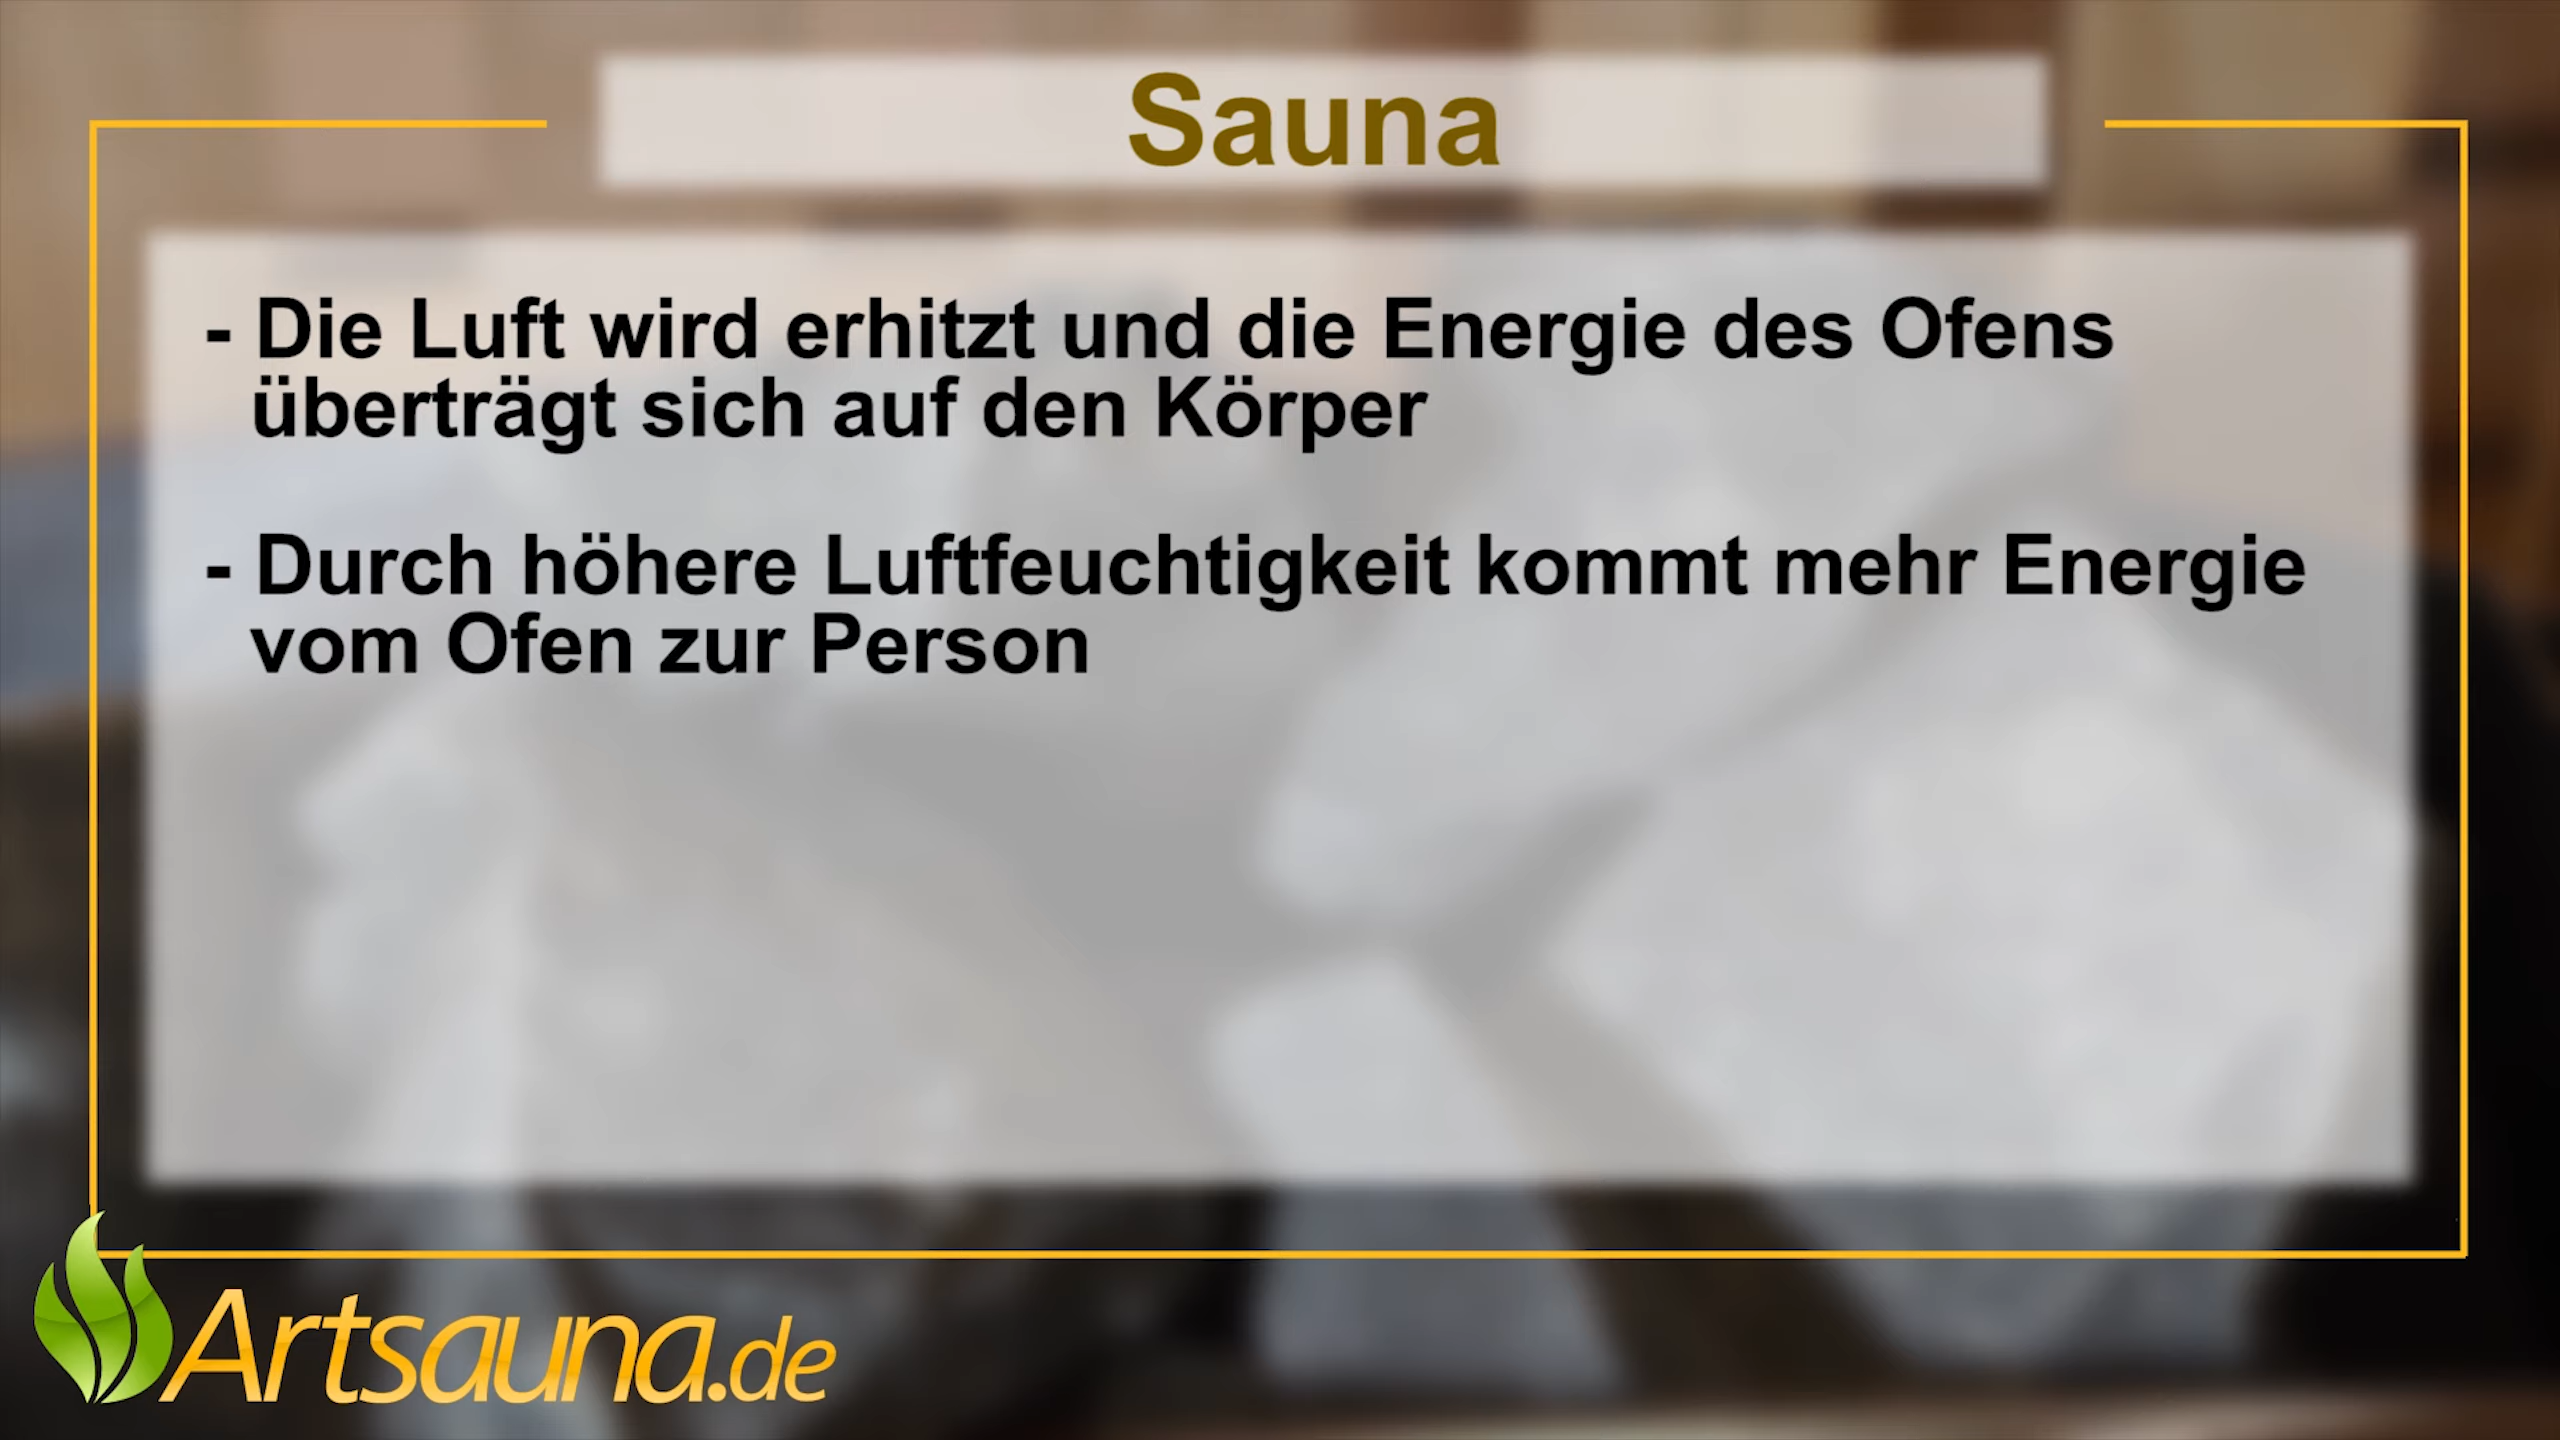 Sauna
- Die Luft wird erhitzt und die Energie des Ofens
übertragt sich auf den Körper
- Durch höhere Luftfeuchtigkeit kommt mehr Energie
vom Ofen zur Person
Artsauna.de